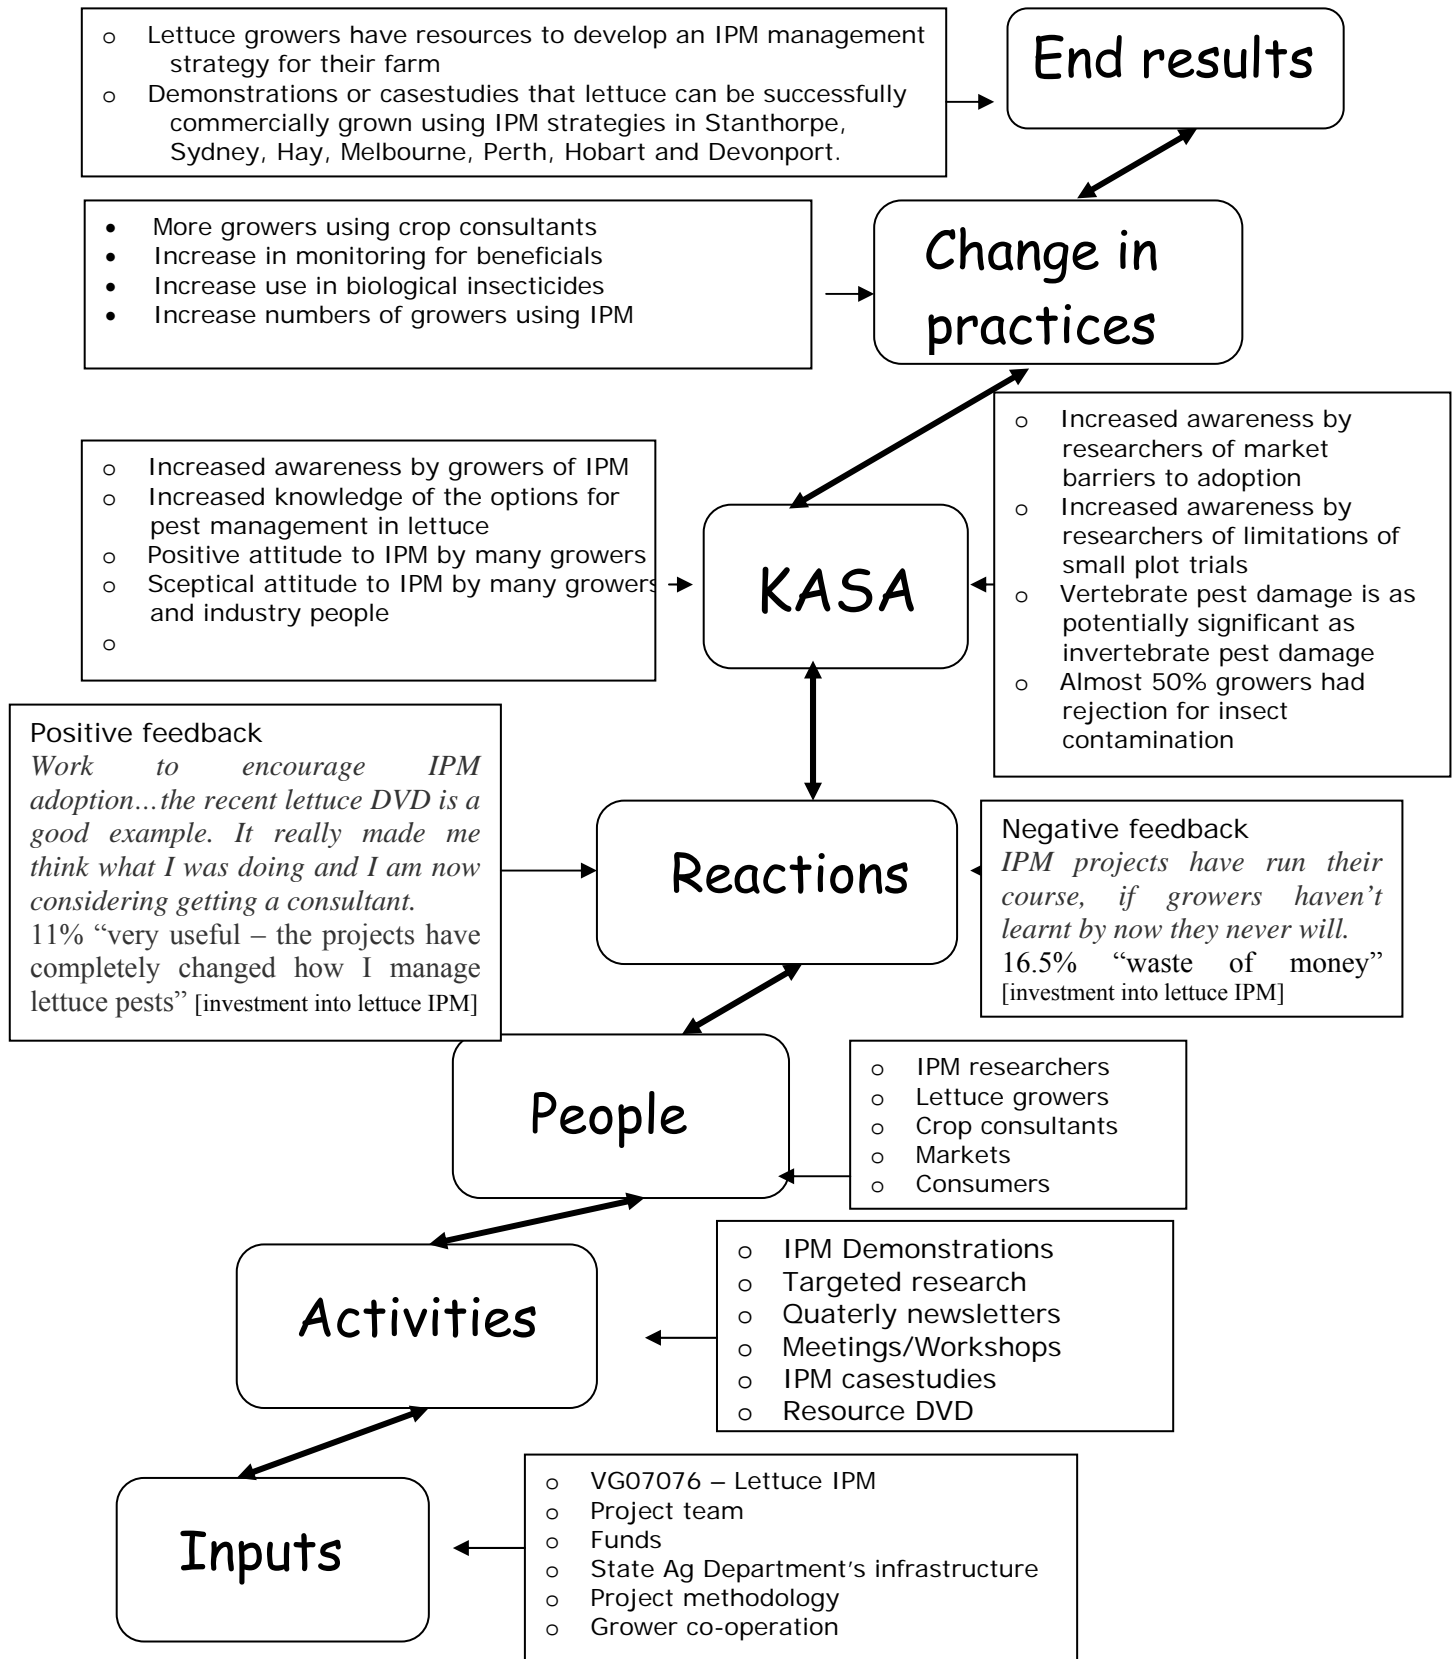 o Lettuce growers have resources to develop an IPM management
strategy for their farm
o Demonstrations or casestudies that lettuce can be successfully
commercially grown using IPM strategies in Stanthorpe,
Sydney, Hay, Melbourne, Perth, Hobart and Devonport.
End results
• More growers using crop consultants
• Increase in monitoring for beneficials
• Increase use in biological insecticides
• Increase numbers of growers using IPM
Change in
practices
o Increased awareness by growers of IPM
o Increased knowledge of the options for
pest management in lettuce
o Positive attitude to IPM by many growers
o Sceptical attitude to IPM by many growers
and industry people
o
KASA
o Increased awareness by
researchers of market
barriers to adoption
o Increased awareness by
researchers of limitations of
small plot trials
o Vertebrate pest damage is as
potentially significant as
invertebrate pest damage
o Almost 50% growers had
rejection for insect
contamination
Positive feedback
Work to encourage IPM
adoption…the recent lettuce DVD is a
good example. It really made me
think what I was doing and I am now
considering getting a consultant.
11% “very useful – the projects have
completely changed how I manage
lettuce pests” [investment into lettuce IPM]
Reactions
Negative feedback
IPM projects have run their
course, if growers haven’t
learnt by now they never will.
16.5% “waste of money”
[investment into lettuce IPM]
People
o IPM researchers
o Lettuce growers
o Crop consultants
o Markets
o Consumers
Activities
o IPM Demonstrations
o Targeted research
o Quaterly newsletters
o Meetings/Workshops
o IPM casestudies
o Resource DVD
Inputs
o VG07076 – Lettuce IPM
o Project team
o Funds
o State Ag Department’s infrastructure
o Project methodology
o Grower co-operation